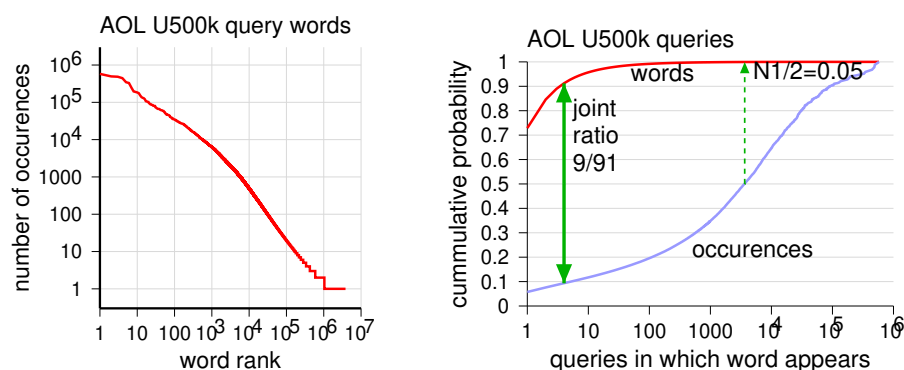 AOL U500k query words
number of occurences
10^6
10^5
10^4
1000
100
10
1
1 10 100 10^3 10^4 10^5 10^6 10^7
word rank
AOL U500k queries
cummulative probability
1
0.9
0.8
0.7
0.6
0.5
0.4
0.3
0.2
0.1
0
words
N1/2=0.05
joint
ratio
9/91
occurences
1 10 100 1000 10^4 10^5 10^6
queries in which word appears